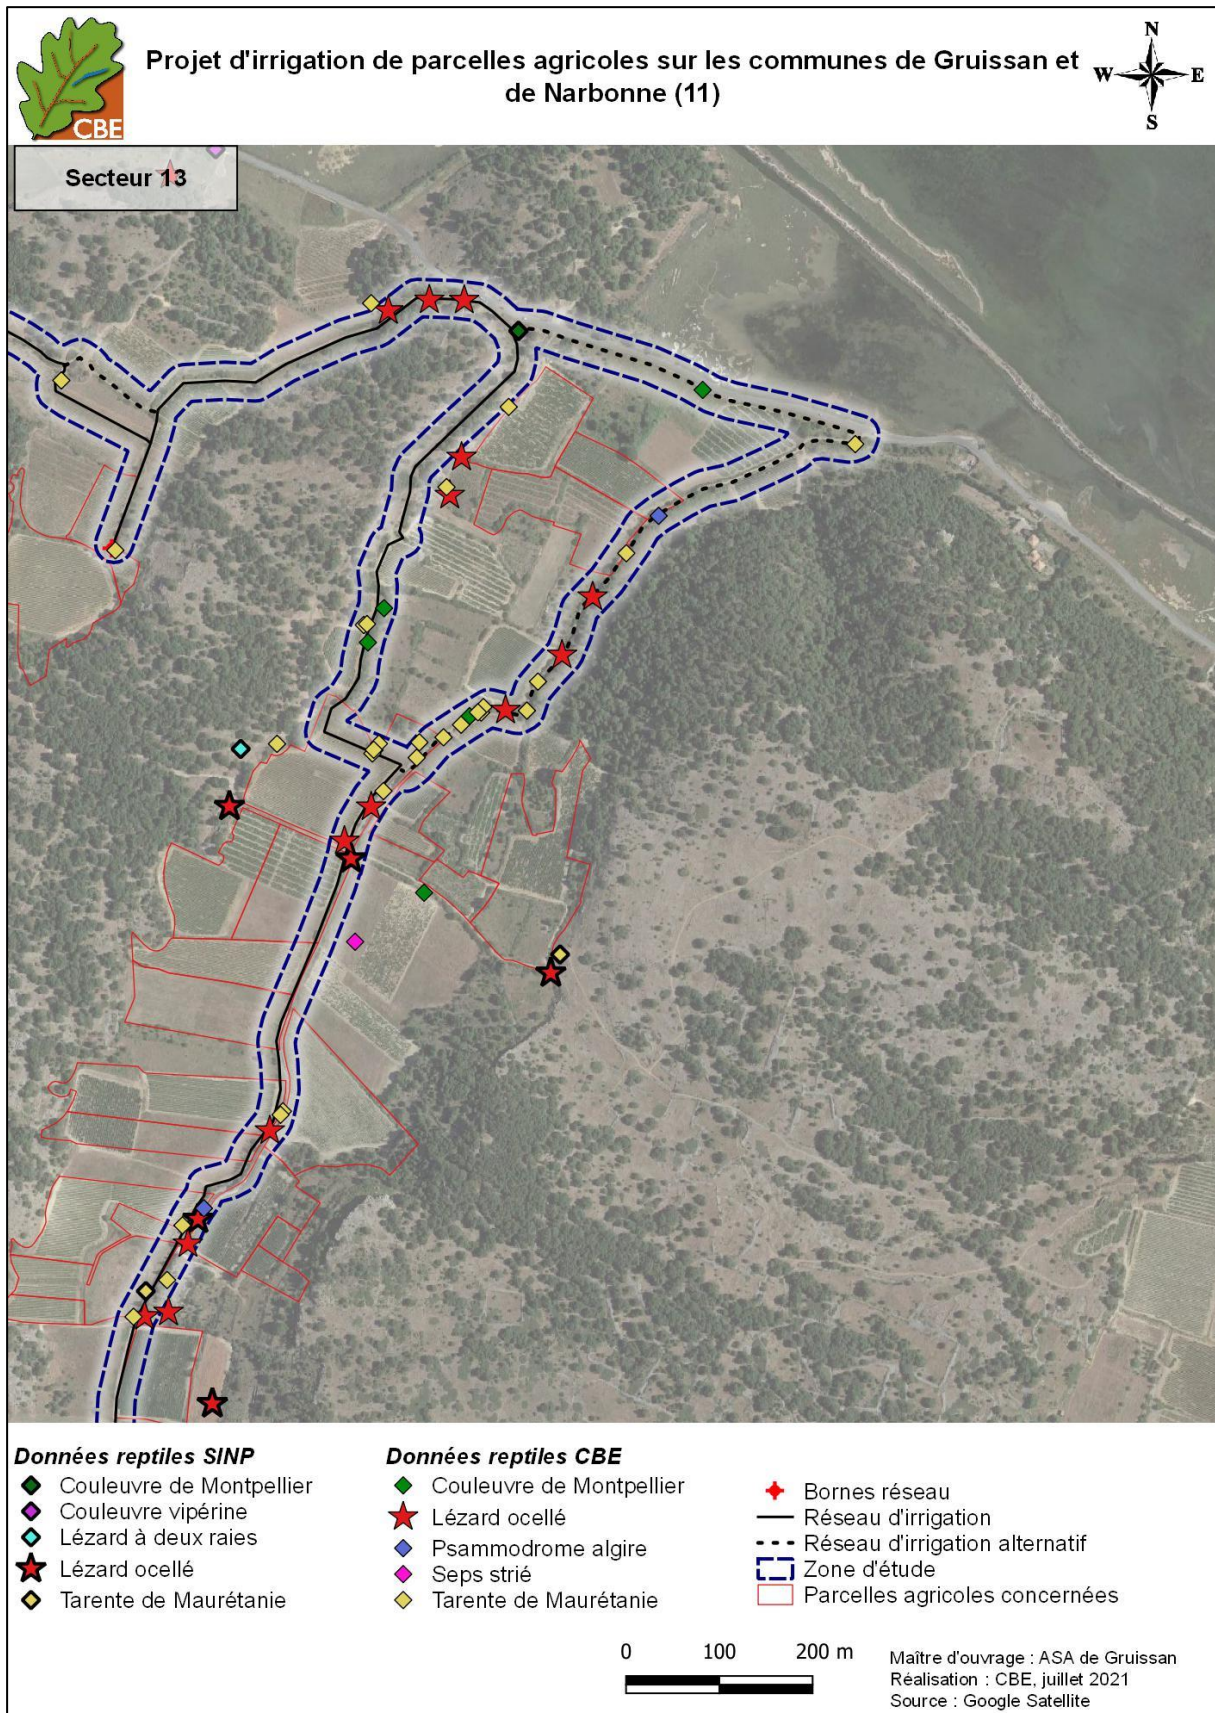 Projet d'irrigation de parcelles agricoles sur les communes de Gruissan et
de Narbonne (11)
CBE
N
W
E
S
Secteur 13
Données reptiles SINP
Couleuvre de Montpellier
Couleuvre vipérine
Lézard à deux raies
Lézard ocellé
Tarente de Maurétanie
Données reptiles CBE
Couleuvre de Montpellier
Lézard ocellé
Psammodrome algire
Seps strié
Tarente de Maurétanie
Bornes réseau
Réseau d'irrigation
Réseau d'irrigation alternatif
Zone d'étude
Parcelles agricoles concernées
0 100 200 m
Maître d'ouvrage : ASA de Gruissan
Réalisation : CBE, juillet 2021
Source : Google Satellite